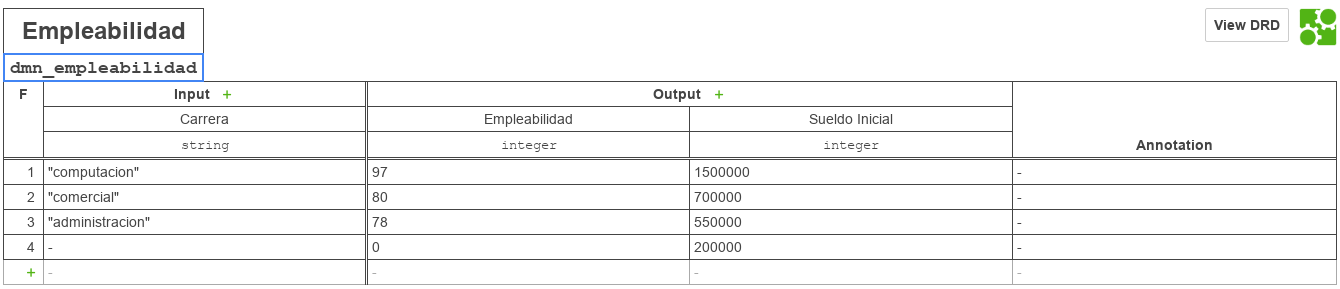 Empleabilidad
View DRD
dmn_empleabilidad
F Input + Output + Annotation
Carrera Empleabilidad Sueldo Inicial
string integer integer
1 "computacion" 97 1500000 -
2 "comercial" 80 700000 -
3 "administracion" 78 550000 -
4 - 0 200000 -
+ - - - -